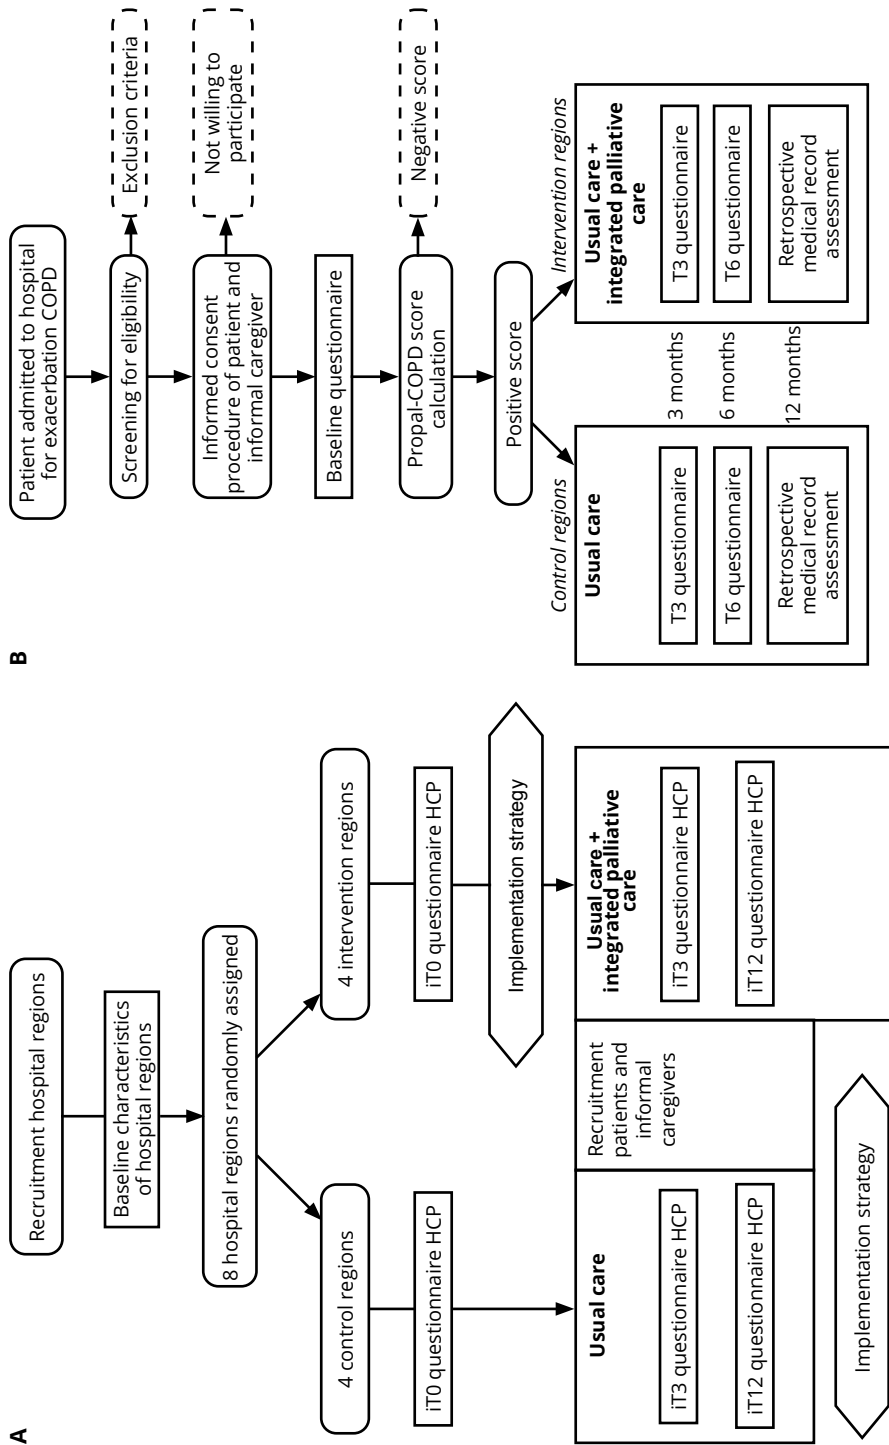 A
Recruitment hospital regions
Baseline characteristics
of hospital regions
8 hospital regions randomly assigned
4 control regions
4 intervention regions
iT0 questionnaire HCP
iT0 questionnaire HCP
Implementation strategy
Usual care
iT3 questionnaire HCP
iT12 questionnaire HCP
Recruitment
patients and
informal
caregivers
Usual care +
integrated palliative
care
iT3 questionnaire HCP
iT12 questionnaire HCP
Implementation strategy
B
Patient admitted to hospital
for exacerbation COPD
Screening for eligibility
Exclusion criteria
Informed consent
procedure of patient and
informal caregiver
Not willing to
participate
Baseline questionnaire
Propal-COPD score
calculation
Negative score
Positive score
Control regions
Intervention regions
Usual care
T3 questionnaire
T6 questionnaire
Retrospective
medical record
assessment
3 months
6 months
12 months
Usual care +
integrated palliative
care
T3 questionnaire
T6 questionnaire
Retrospective
medical record
assessment